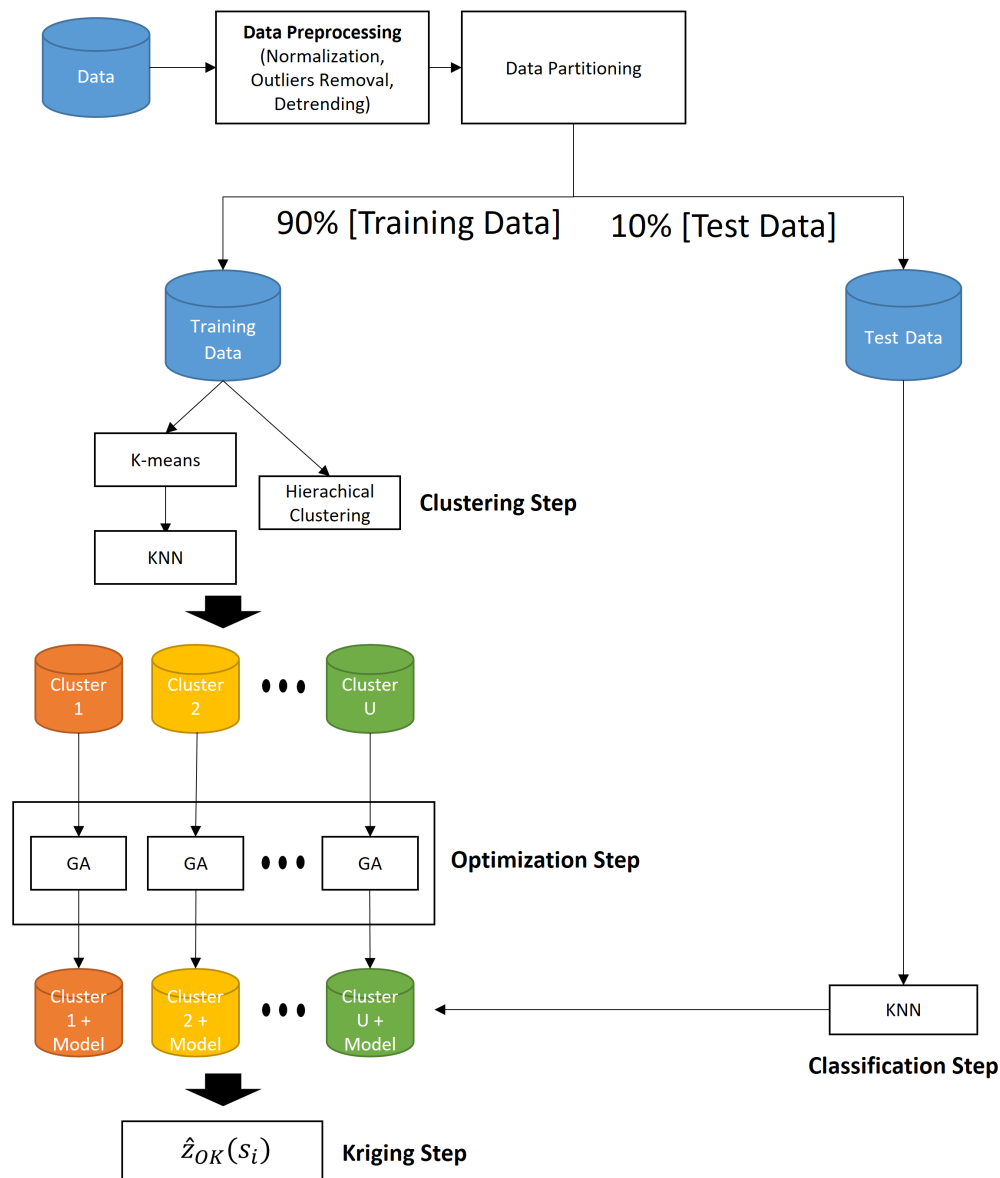 Data
Data Preprocessing
(Normalization,
Outliers Removal,
Detrending)
Data Partitioning
90% [Training Data]
10% [Test Data]
Training
Data
Test Data
K-means
Hierachical
Clustering
Clustering Step
KNN
Cluster
1
Cluster
2
•••
Cluster
U
GA
GA
•••
GA
Optimization Step
Cluster
1 +
Model
Cluster
2 +
Model
•••
Cluster
U +
Model
KNN
Classification Step
ẑ_{OK}(s_i)
Kriging Step